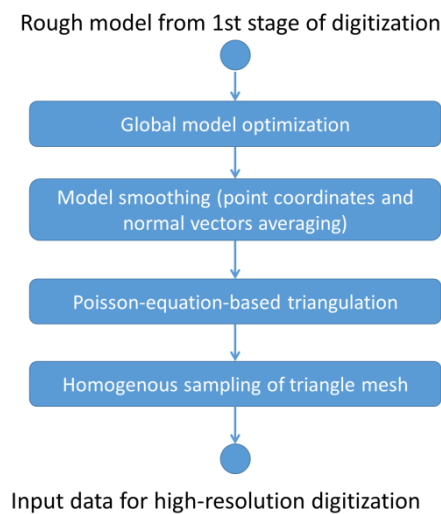 Rough model from 1st stage of digitization
Global model optimization
Model smoothing (point coordinates and
normal vectors averaging)
Poisson-equation-based triangulation
Homogenous sampling of triangle mesh
Input data for high-resolution digitization